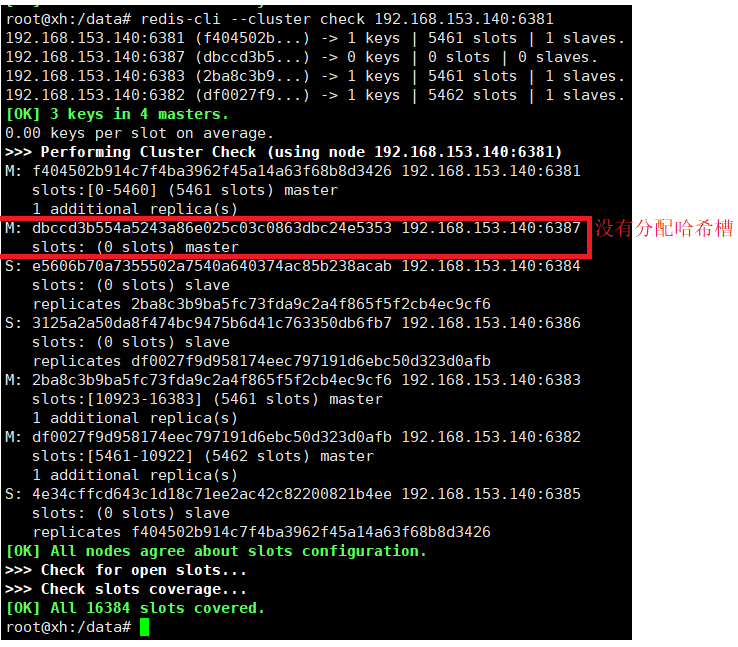 root@xh:/data# redis-cli --cluster check 192.168.153.140:6381
192.168.153.140:6381 (f404502b...) -> 1 keys | 5461 slots | 1 slaves.
192.168.153.140:6387 (dbccd3b5...) -> 0 keys | 0 slots | 0 slaves.
192.168.153.140:6383 (2ba8c3b9...) -> 1 keys | 5461 slots | 1 slaves.
192.168.153.140:6382 (df0027f9...) -> 1 keys | 5462 slots | 1 slaves.
[OK] 3 keys in 4 masters.
0.00 keys per slot on average.
>>> Performing Cluster Check (using node 192.168.153.140:6381)
M: f404502b914c7f4ba3962f45a14a63f68b8d3426 192.168.153.140:6381
slots:[0-5460] (5461 slots) master
1 additional replica(s)
M: dbccd3b554a5243a86e025c03c0863dbc24e5353 192.168.153.140:6387
没有分配哈希槽
slots: (0 slots) master
S: e5606b70a7355502a7540a640374ac85b238acab 192.168.153.140:6384
slots: (0 slots) slave
replicates 2ba8c3b9ba5fc73fda9c2a4f865f5f2cb4ec9cf6
S: 3125a2a50da8f474bc9475b6d41c763350db6fb7 192.168.153.140:6386
slots: (0 slots) slave
replicates df0027f9d958174eec797191d6ebc50d323d0afb
M: 2ba8c3b9ba5fc73fda9c2a4f865f5f2cb4ec9cf6 192.168.153.140:6383
slots:[10923-16383] (5461 slots) master
1 additional replica(s)
M: df0027f9d958174eec797191d6ebc50d323d0afb 192.168.153.140:6382
slots:[5461-10922] (5462 slots) master
1 additional replica(s)
S: 4e34cffcd643c1d18c71ee2ac42c82200821b4ee 192.168.153.140:6385
slots: (0 slots) slave
replicates f404502b914c7f4ba3962f45a14a63f68b8d3426
[OK] All nodes agree about slots configuration.
>>> Check for open slots...
>>> Check slots coverage...
[OK] All 16384 slots covered.
root@xh:/data#